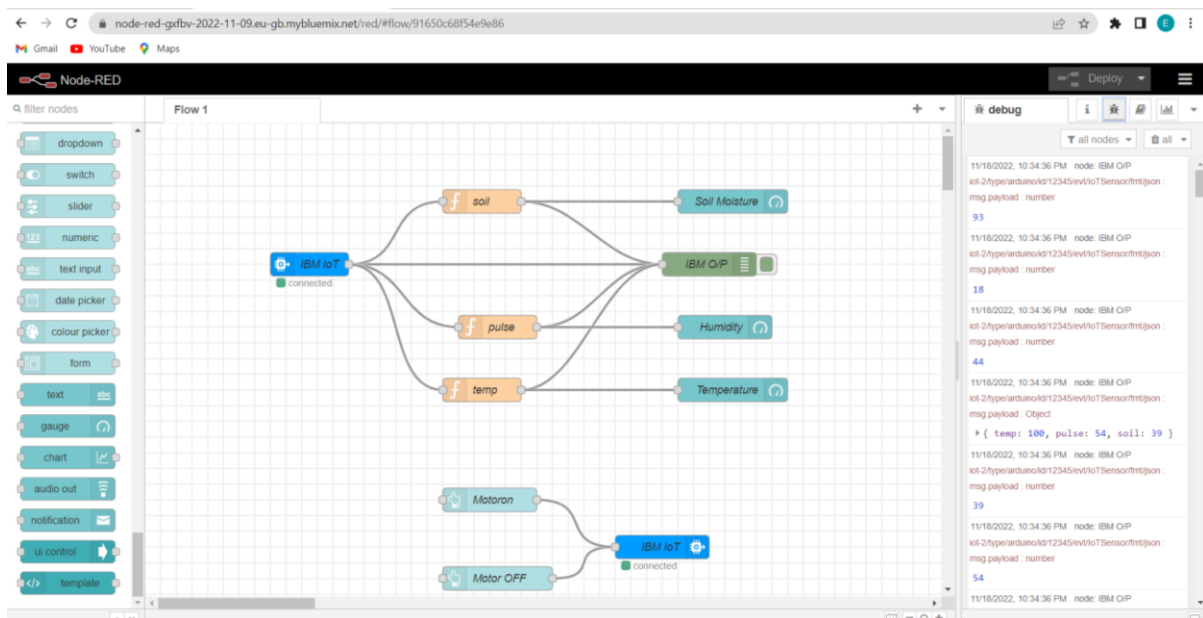 node-red-gxfbv-2022-11-09.eu-gb.mybluemix.net/red/#flow/91650c68f54e9e86
E
Gmail YouTube Maps
Node-RED
Deploy
filter nodes
dropdown
switch
slider
123 numeric
abc text input
date picker
colour picker
form
text abc
gauge
chart
audio out
notification
ui control
</> template
Flow 1
f soil
Soil Moisture
IBM IoT
connected
IBM O/P
f pulse
Humidity
f temp
Temperature
Motoron
IBM IoT
connected
Motor OFF
debug
i
all nodes
all
11/18/2022, 10:34:36 PM node: IBM O/P
iot-2/type/arduino/id/12345/evt/IoTSensor/fmt/json :
msg.payload : number
93
11/18/2022, 10:34:36 PM node: IBM O/P
iot-2/type/arduino/id/12345/evt/IoTSensor/fmt/json :
msg.payload : number
18
11/18/2022, 10:34:36 PM node: IBM O/P
iot-2/type/arduino/id/12345/evt/IoTSensor/fmt/json :
msg.payload : number
44
11/18/2022, 10:34:36 PM node: IBM O/P
iot-2/type/arduino/id/12345/evt/IoTSensor/fmt/json :
msg.payload : Object
{ temp: 100, pulse: 54, soil: 39 }
11/18/2022, 10:34:36 PM node: IBM O/P
iot-2/type/arduino/id/12345/evt/IoTSensor/fmt/json :
msg.payload : number
39
11/18/2022, 10:34:36 PM node: IBM O/P
iot-2/type/arduino/id/12345/evt/IoTSensor/fmt/json :
msg.payload : number
54
11/18/2022, 10:34:36 PM node: IBM O/P